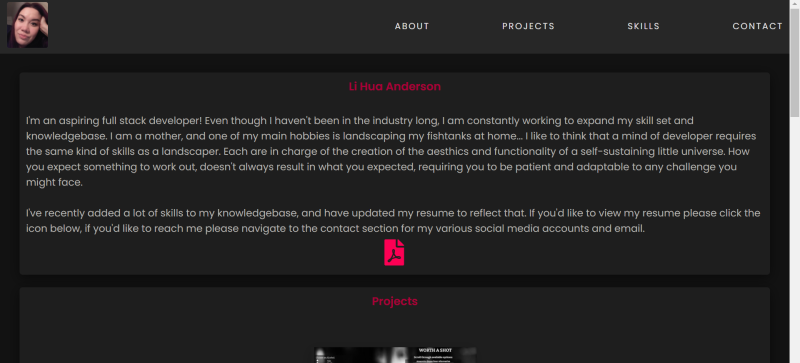 ABOUT PROJECTS SKILLS CONTACT
Li Hua Anderson
I'm an aspiring full stack developer! Even though I haven't been in the industry long, I am constantly working to expand my skill set and
knowledgebase. I am a mother, and one of my main hobbies is landscaping my fishtanks at home... I like to think that a mind of developer requires
the same kind of skills as a landscaper. Each are in charge of the creation of the aesthics and functionality of a self-sustaining little universe. How
you expect something to work out, doesn't always result in what you expected, requiring you to be patient and adaptable to any challenge you
might face.
I've recently added a lot of skills to my knowledgebase, and have updated my resume to reflect that. If you'd like to view my resume please click the
icon below, if you'd like to reach me please navigate to the contact section for my various social media accounts and email.
Projects
WORTH A SHOT